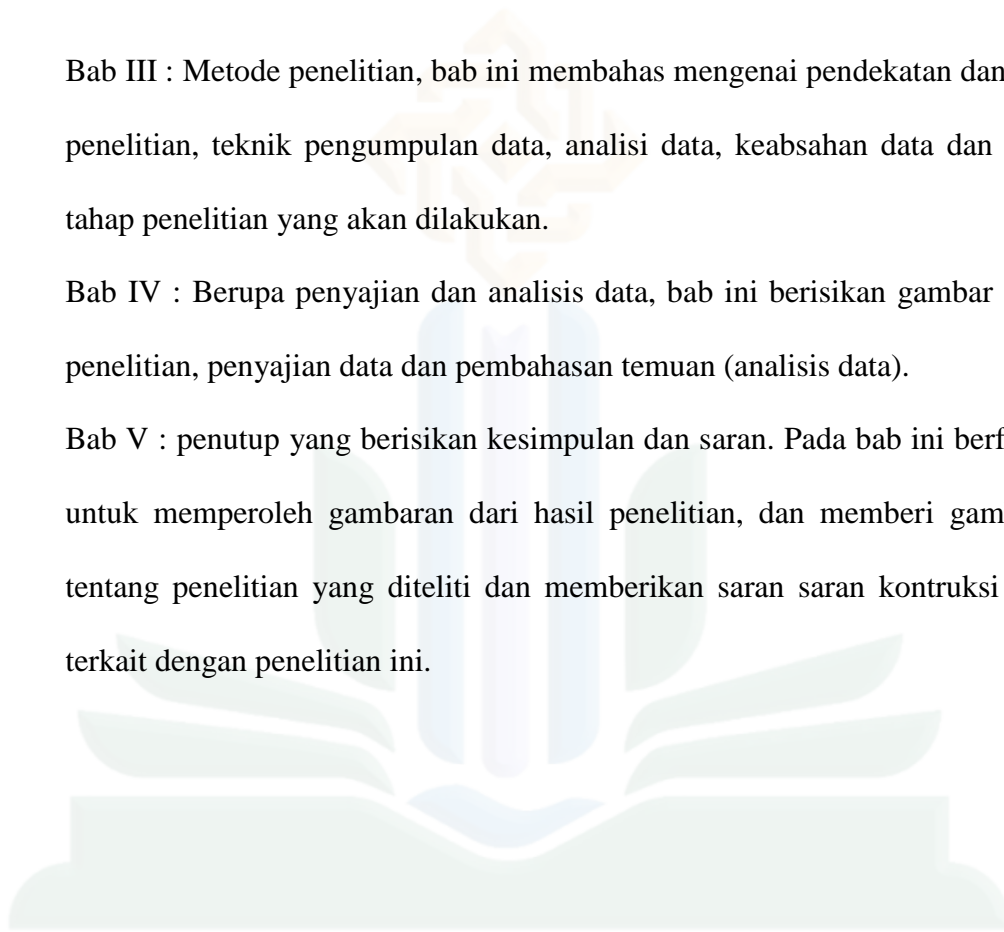 Bab III : Metode penelitian, bab ini membahas mengenai pendekatan dan
penelitian, teknik pengumpulan data, analisi data, keabsahan data dan
tahap penelitian yang akan dilakukan.
Bab IV : Berupa penyajian dan analisis data, bab ini berisikan gambar
penelitian, penyajian data dan pembahasan temuan (analisis data).
Bab V : penutup yang berisikan kesimpulan dan saran. Pada bab ini berf
untuk memperoleh gambaran dari hasil penelitian, dan memberi gam
tentang penelitian yang diteliti dan memberikan saran saran kontruksi
terkait dengan penelitian ini.